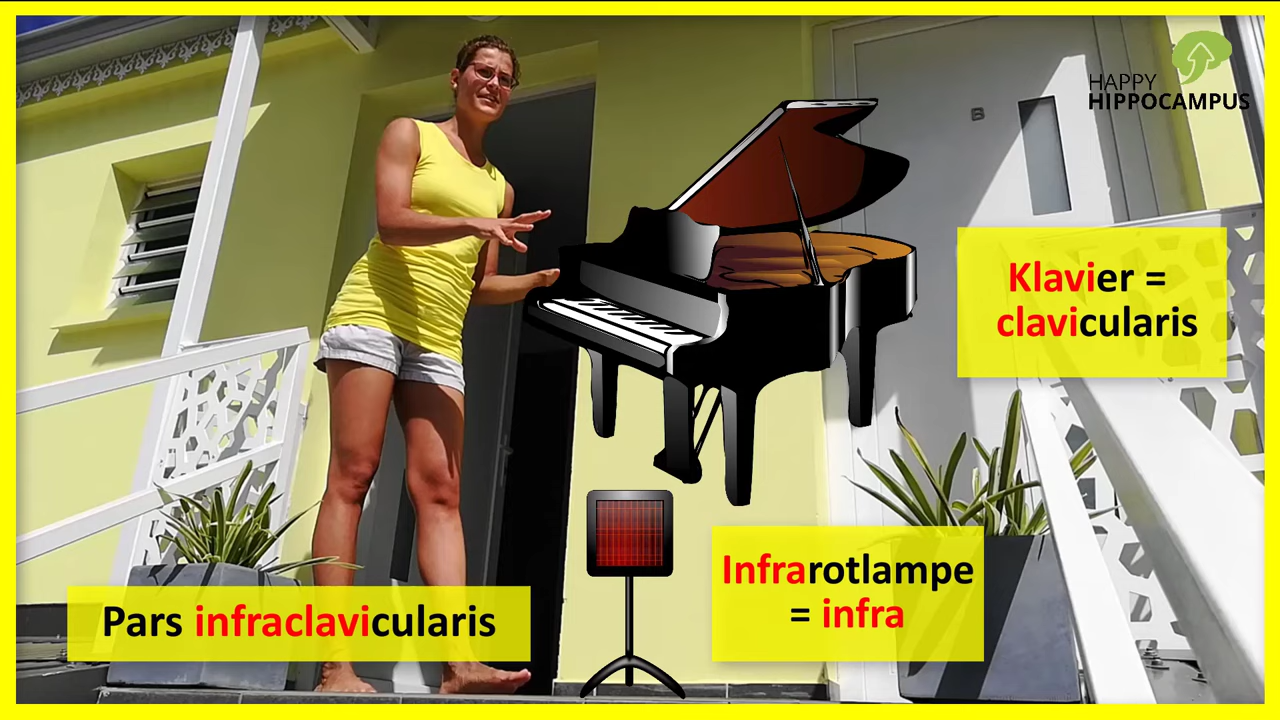 HAPPY
HIPPOCAMPUS
Klavier =
clavicularis
Infrarotlampe
= infra
Pars infraclavicularis